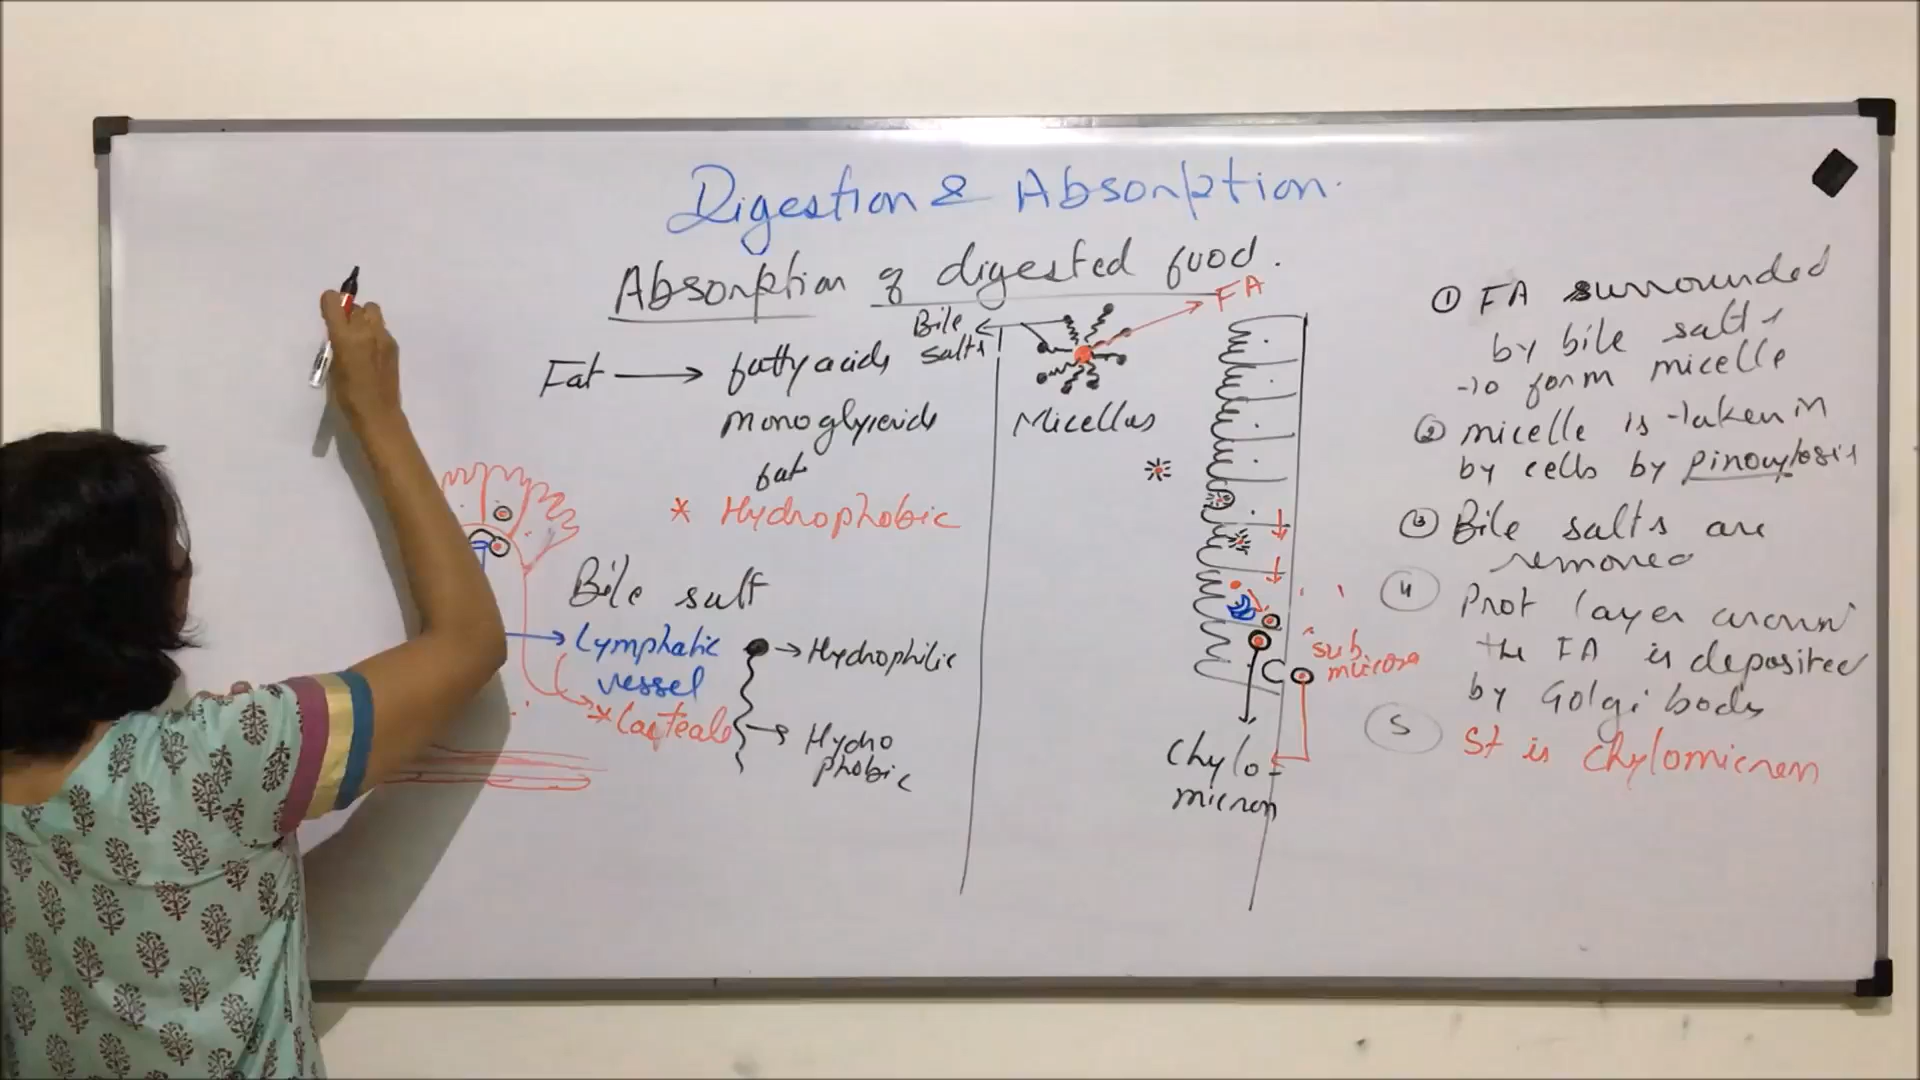 Digestion & Absorption.
Absorption of digested food.
Fat → fatty acids
monoglycerids
fat
* Hydrophobic
Bile salt
Lymphatic
vessel
* Lacteals
→ Hydrophilic
Hydro
phobic
Bile
salts
FA
Micelles
sub.
mucosa
Chylo-
micron
① FA surrounded
by bile salts
to form micelle
② micelle is taken in
by cells by pinocytosis
③ Bile salts are
removed
4 Prot layer around
the FA is deposited
by Golgi body
5 St is chylomicron